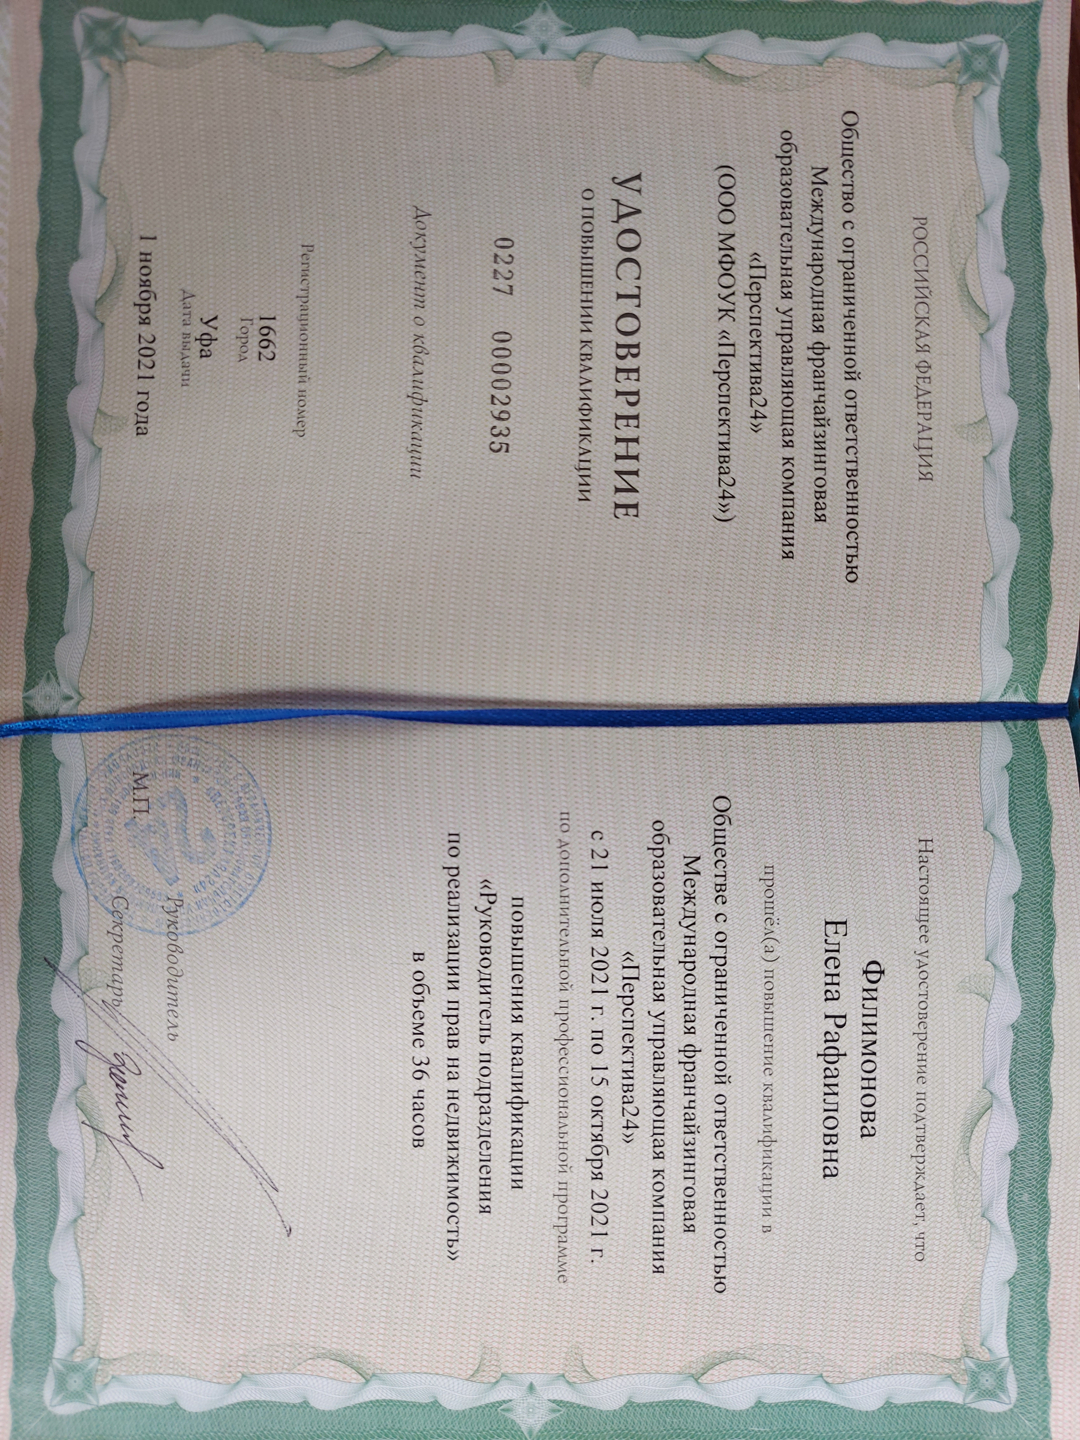 РОССИЙСКАЯ ФЕДЕРАЦИЯ
Общество с ограниченной ответственностью
Международная франчайзинговая
образовательная управляющая компания
«Перспектива24»
(ООО МФОУК «Перспектива24»)
УДОСТОВЕРЕНИЕ
О ПОВЫШЕНИИ КВАЛИФИКАЦИИ
0227 00002935
Документ о квалификации
Регистрационный номер
1662
Город
Уфа
Дата выдачи
1 ноября 2021 года
Настоящее удостоверение подтверждает, что
Филимонова
Елена Рафаиловна
прошёл(а) повышение квалификации в
Обществе с ограниченной ответственностью
Международная франчайзинговая
образовательная управляющая компания
«Перспектива24»
с 21 июля 2021 г. по 15 октября 2021 г.
по дополнительной профессиональной программе
повышения квалификации
«Руководитель подразделения
по реализации прав на недвижимость»
в объеме 36 часов
Руководитель
М.П.
Секретарь